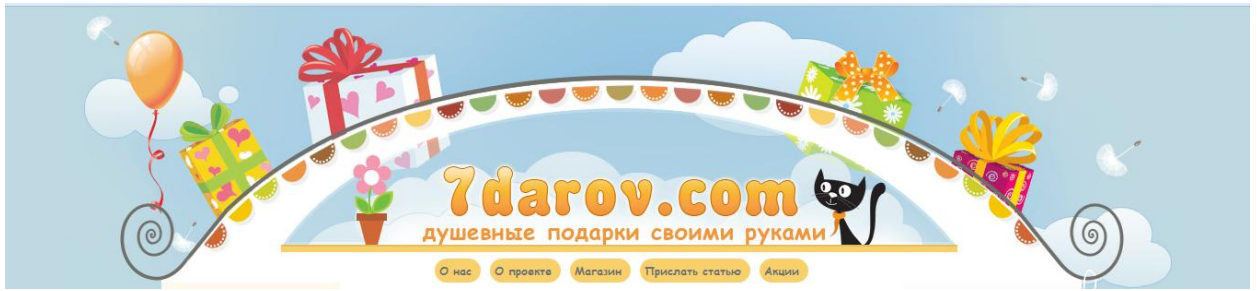 7darov.com
душевные подарки своими руками
О нас О проекте Магазин Прислать статью Акции